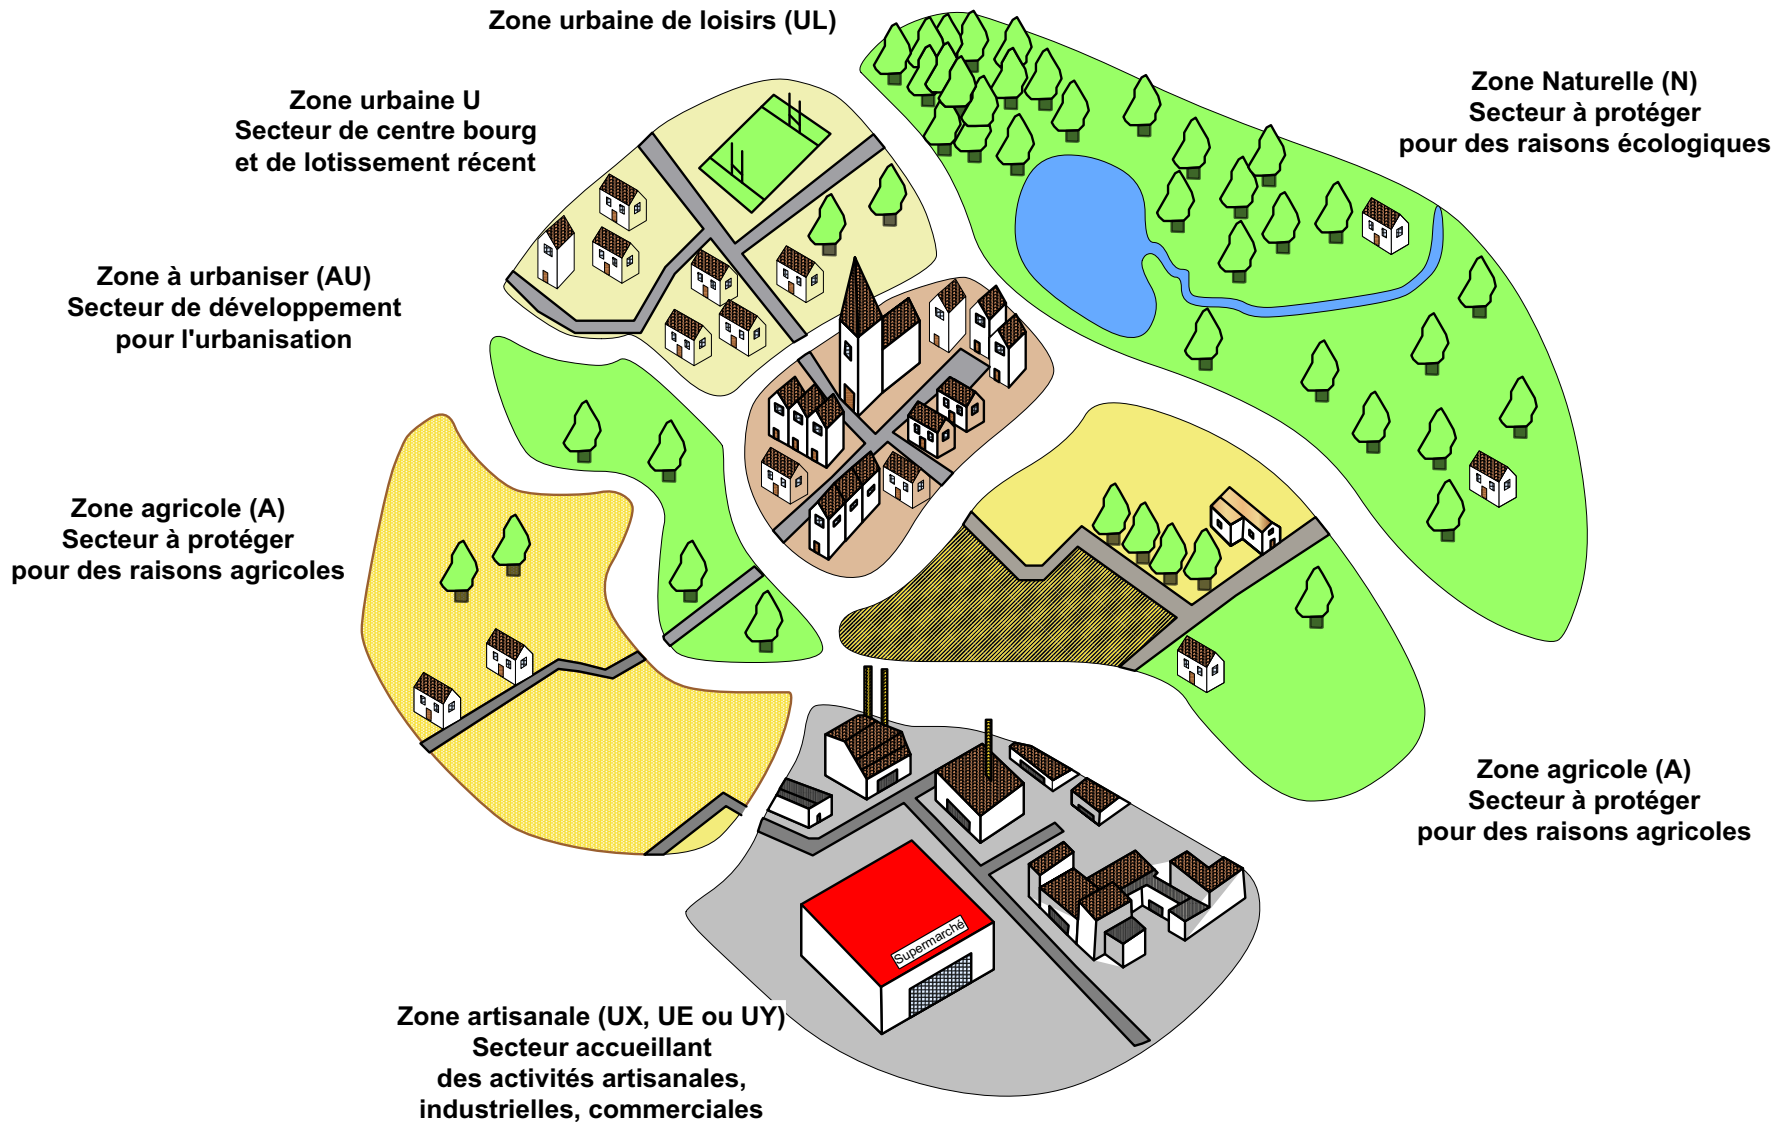 Zone urbaine de loisirs (UL)
Zone urbaine U
Secteur de centre bourg
et de lotissement récent
Zone Naturelle (N)
Secteur à protéger
pour des raisons écologiques
Zone à urbaniser (AU)
Secteur de développement
pour l'urbanisation
Zone agricole (A)
Secteur à protéger
pour des raisons agricoles
Zone agricole (A)
Secteur à protéger
pour des raisons agricoles
Supermarché
Zone artisanale (UX, UE ou UY)
Secteur accueillant
des activités artisanales,
industrielles, commerciales